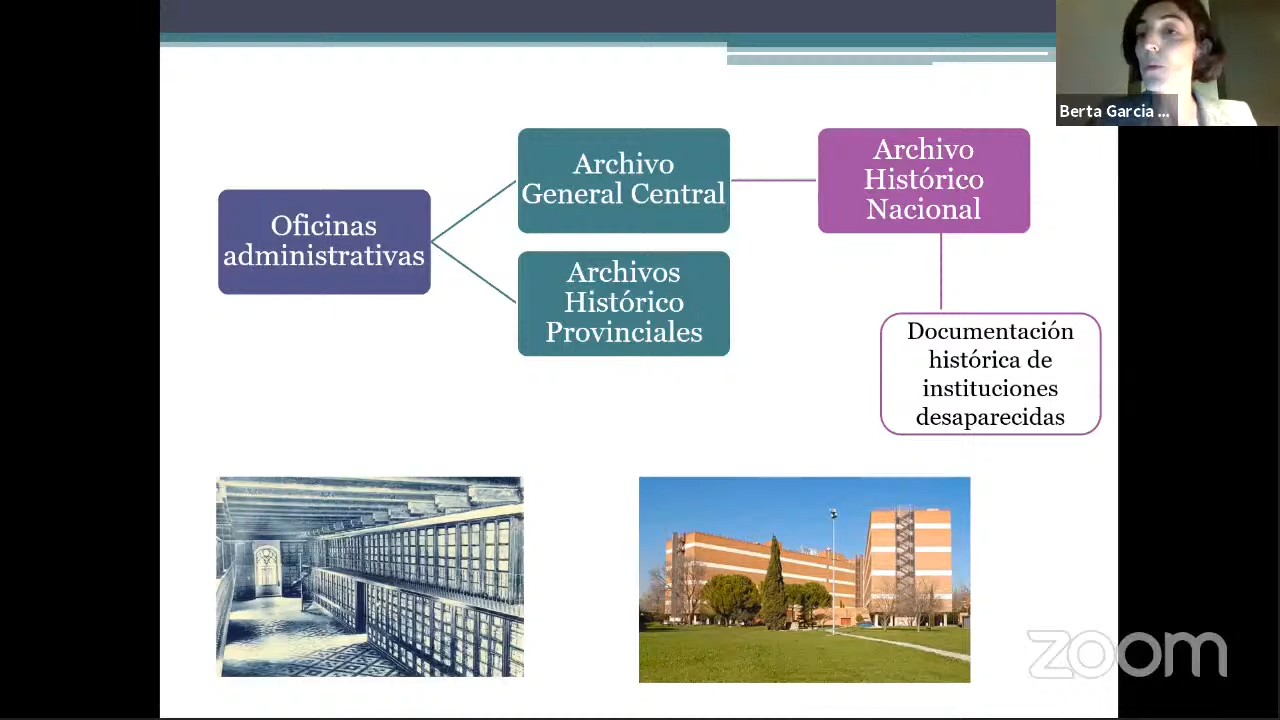 Berta Garcia ...
Oficinas
administrativas
Archivo
General Central
Archivos
Histórico
Provinciales
Archivo
Histórico
Nacional
Documentación
histórica de
instituciones
desaparecidas
zoom